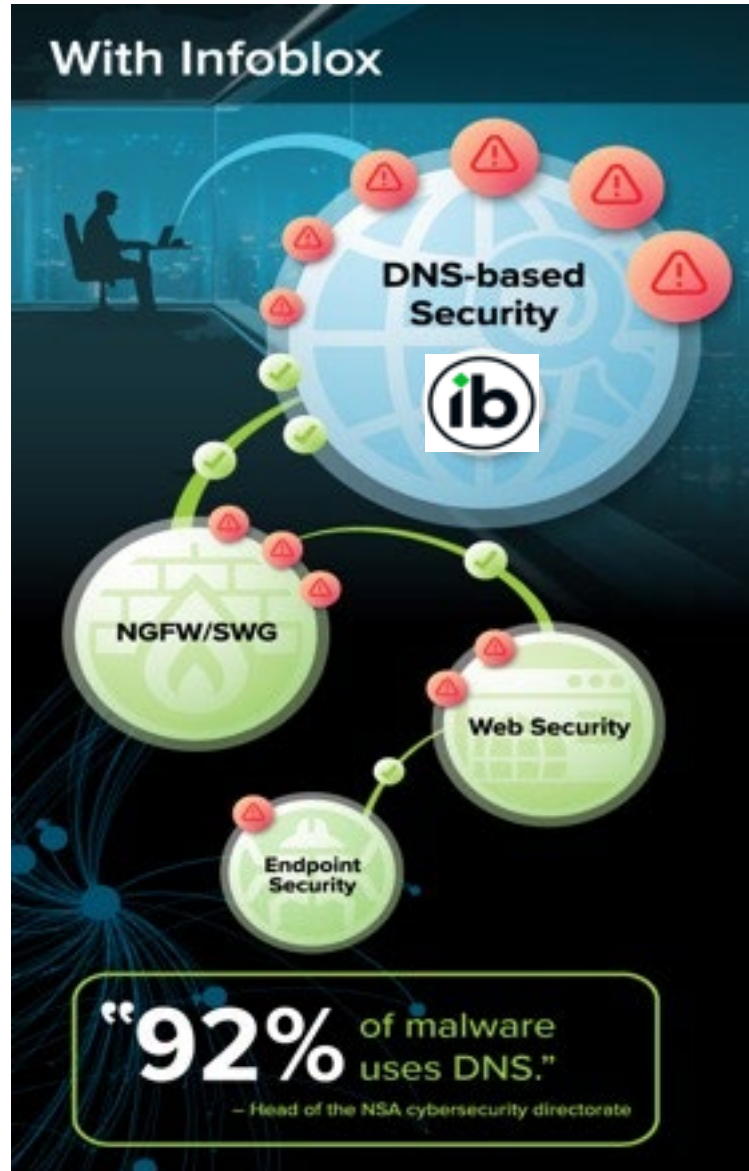 With Infoblox
DNS-based
Security
ib
NGFW/SWG
Web Security
Endpoint
Security
“92% of malware
uses DNS.”
– Head of the NSA cybersecurity directorate